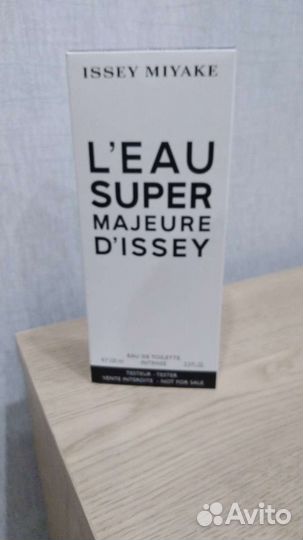 ISSEY MIYAKE
L'EAU
SUPER
MAJEURE
D'ISSEY
EAU DE TOILETTE
INTENSE
TESTEUR - TESTER
VENTE INTERDITE - NOT FOR SALE
Avito